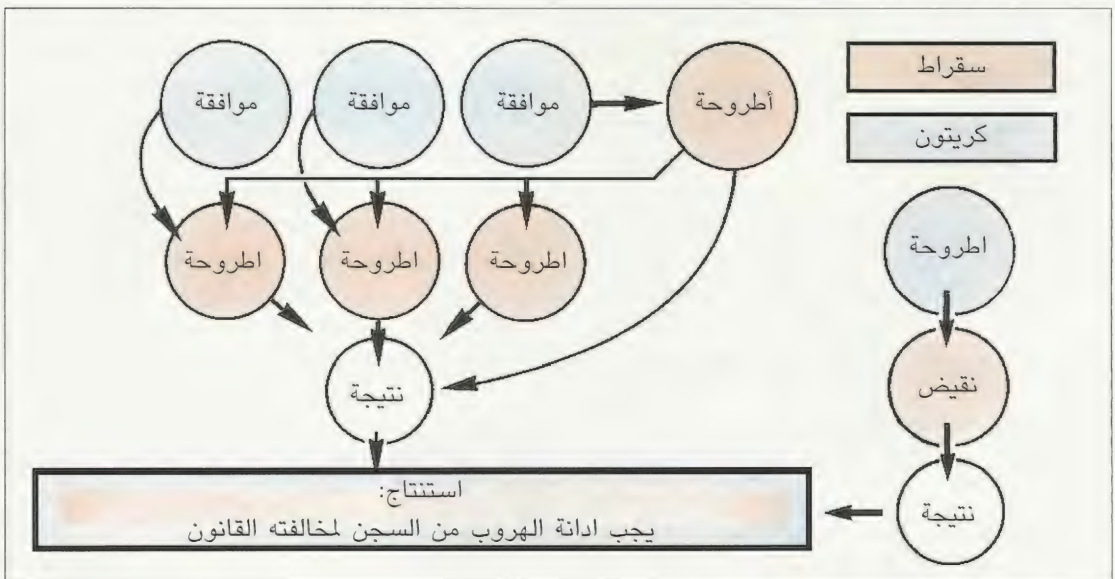 سقراط
أطروحة
موافقة
موافقة
موافقة
كريتون
اطروحة
اطروحة
اطروحة
اطروحة
نقيض
نتيجة
نتيجة
استنتاج:
يجب ادانة الهروب من السجن لمخالفته القانون